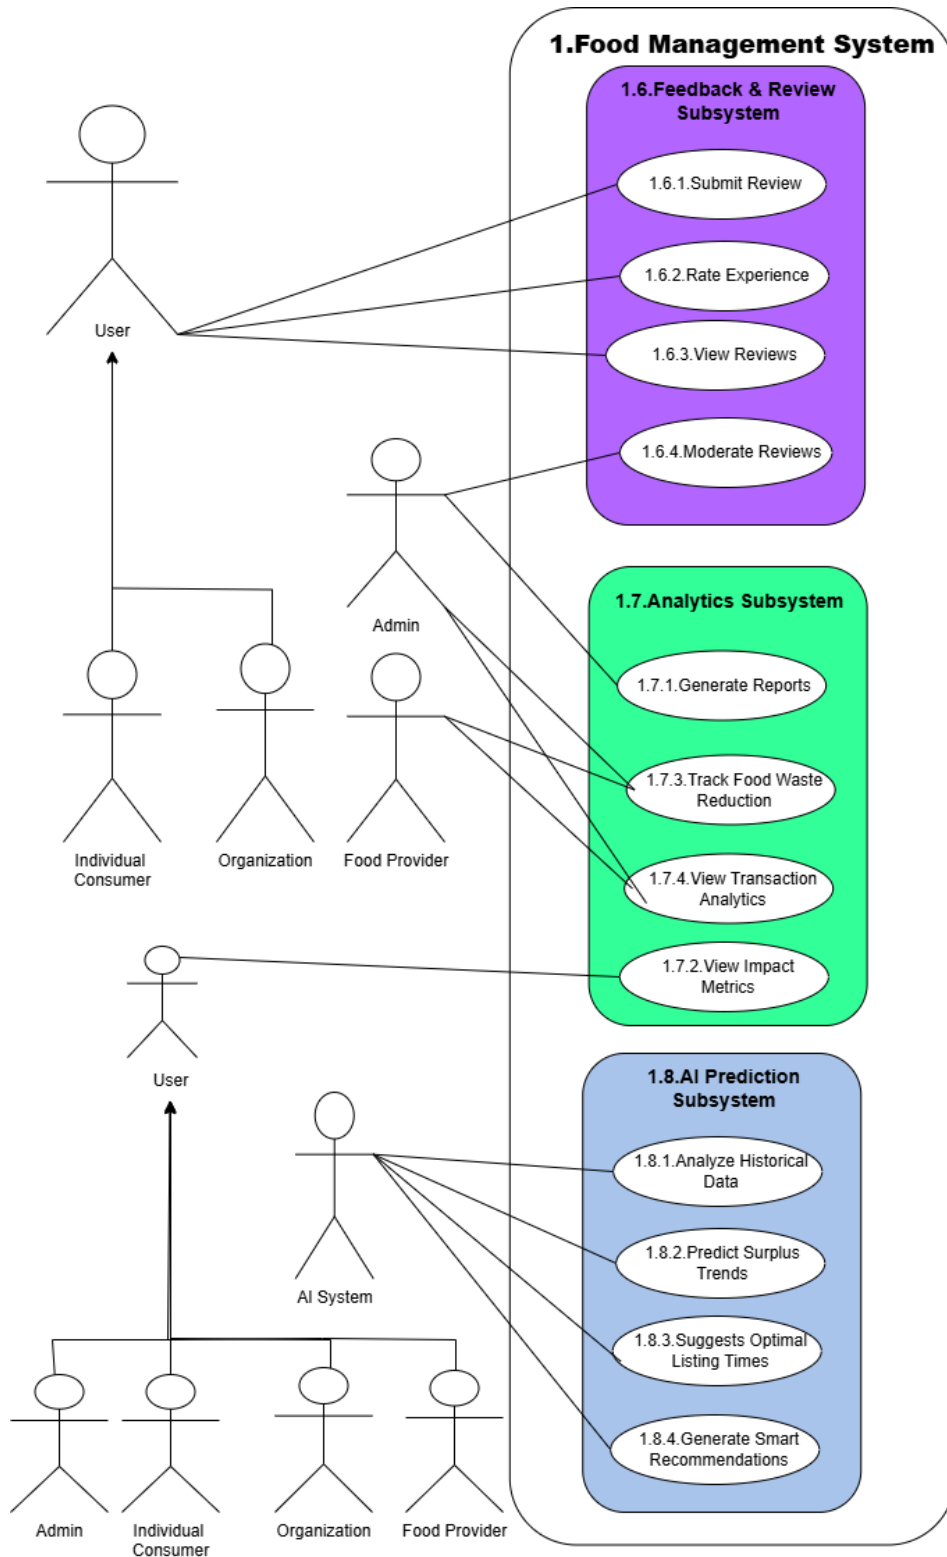 1.Food Management System
1.6.Feedback & Review
Subsystem
1.6.1.Submit Review
1.6.2.Rate Experience
User
1.6.3.View Reviews
1.6.4.Moderate Reviews
1.7.Analytics Subsystem
Admin
1.7.1.Generate Reports
1.7.3.Track Food Waste
Reduction
Individual
Consumer
Organization
Food Provider
1.7.4.View Transaction
Analytics
1.7.2.View Impact
Metrics
User
1.8.AI Prediction
Subsystem
1.8.1.Analyze Historical
Data
1.8.2.Predict Surplus
Trends
AI System
1.8.3.Suggests Optimal
Listing Times
1.8.4.Generate Smart
Recommendations
Admin
Individual
Consumer
Organization
Food Provider